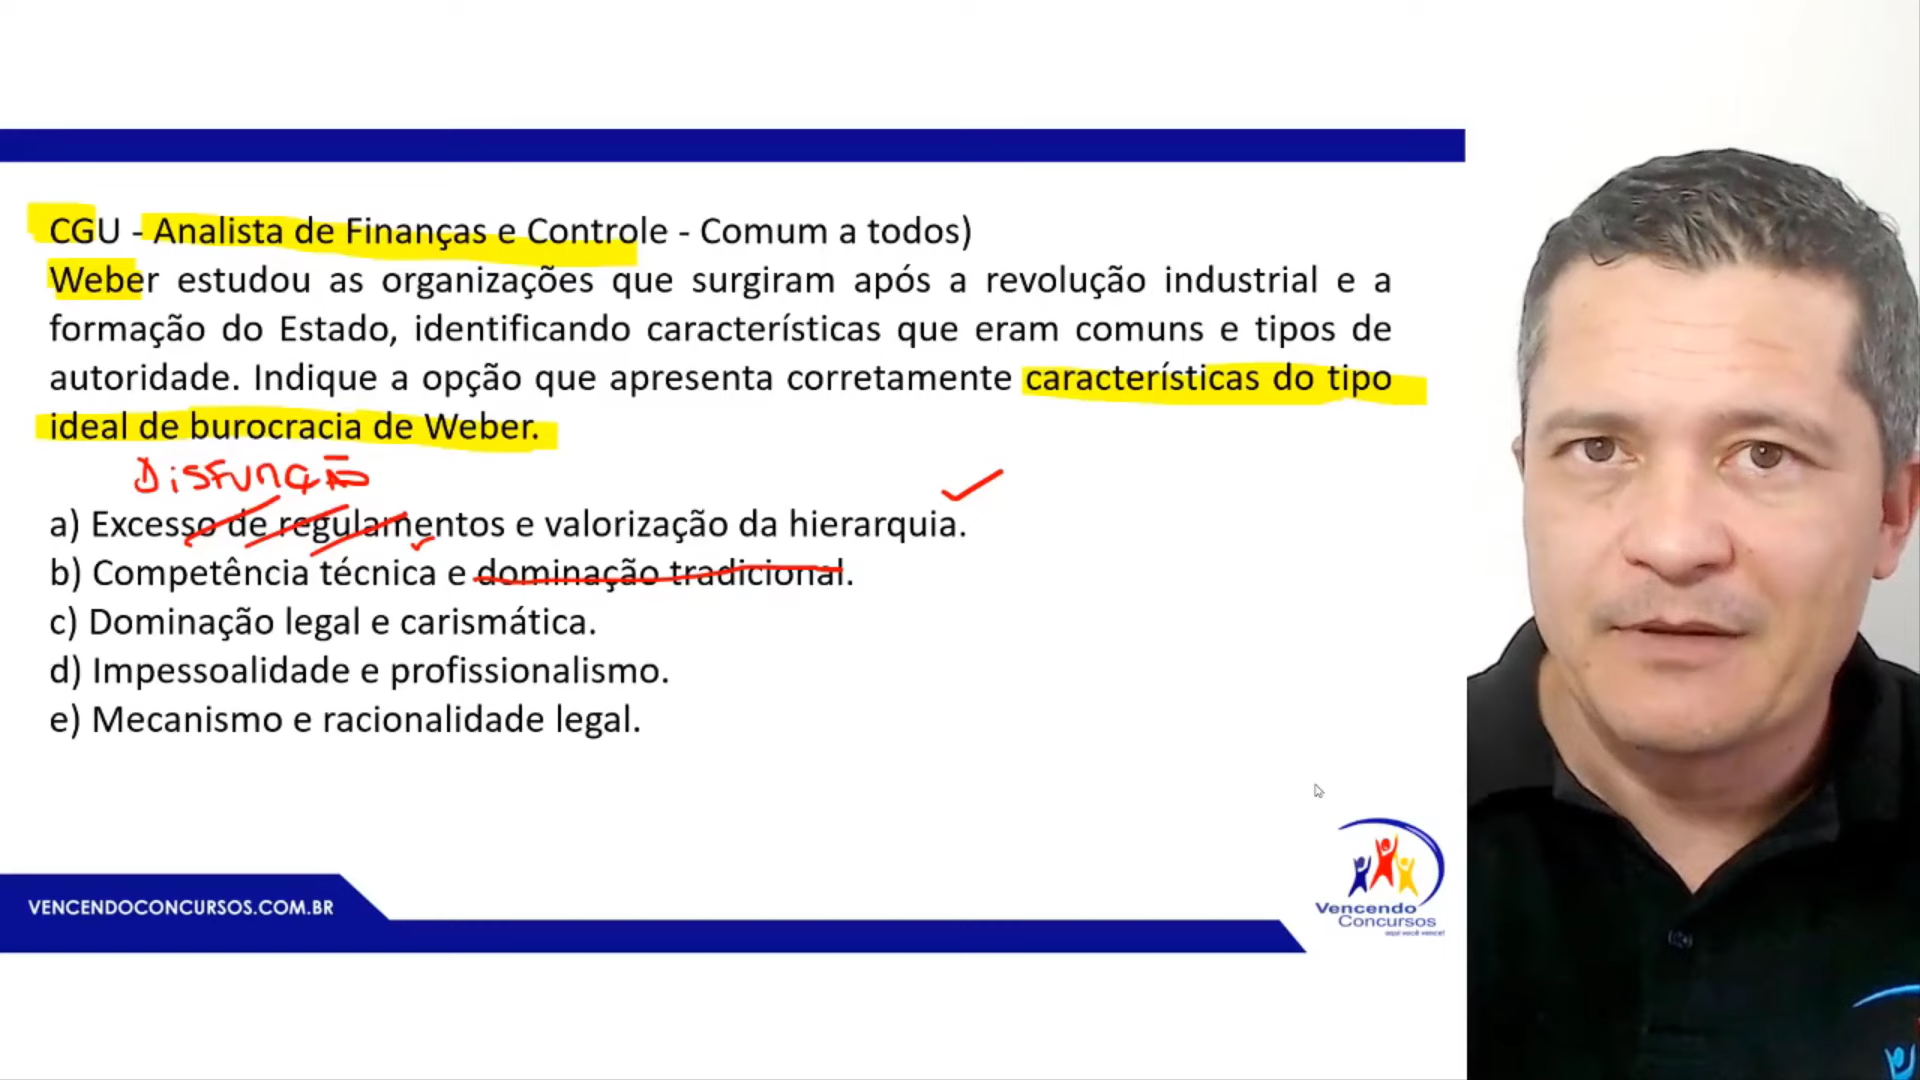 CGU - Analista de Finanças e Controle - Comum a todos)
Weber estudou as organizações que surgiram após a revolução industrial e a
formação do Estado, identificando características que eram comuns e tipos de
autoridade. Indique a opção que apresenta corretamente características do tipo
ideal de burocracia de Weber.
DiSFUNÇÃO
a) Excesso de regulamentos e valorização da hierarquia.
b) Competência técnica e dominação tradicional.
c) Dominação legal e carismática.
d) Impessoalidade e profissionalismo.
e) Mecanismo e racionalidade legal.
VENCENDOCONCURSOS.COM.BR
Vencendo
Concursos
aqui você vence!